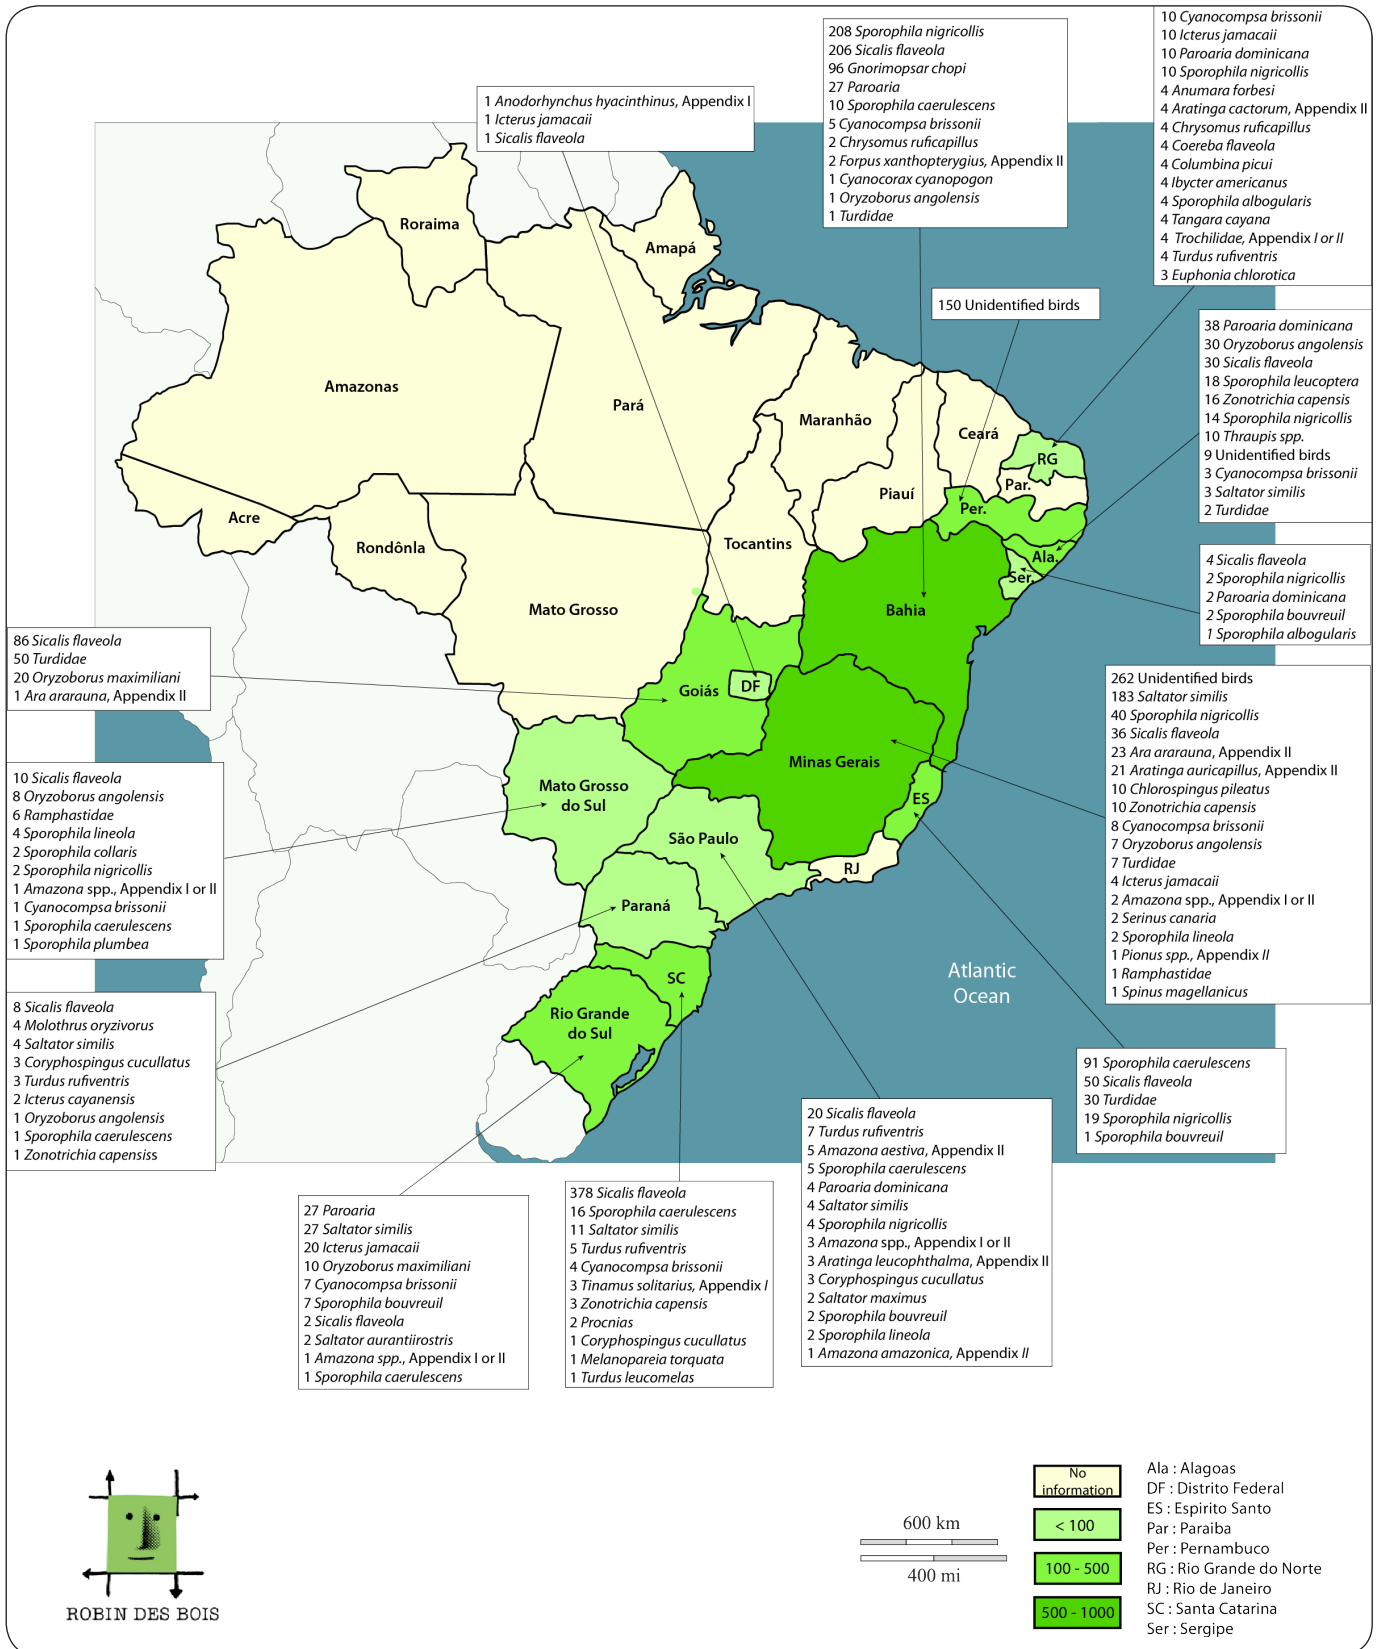 10 Cyanocompsa brissonii
10 Icterus jamacaii
10 Paroaria dominicana
10 Sporophila nigricollis
4 Anumara forbesi
4 Aratinga cactorum, Appendix II
4 Chrysomus ruficapillus
4 Coereba flaveola
4 Columbina picui
4 Ibycter americanus
4 Sporophila albogularis
4 Tangara cayana
4 Trochilidae, Appendix I or II
4 Turdus rufiventris
3 Euphonia chlorotica
208 Sporophila nigricollis
206 Sicalis flaveola
96 Gnorimopsar chopi
27 Paroaria
10 Sporophila caerulescens
5 Cyanocompsa brissonii
2 Chrysomus ruficapillus
2 Forpus xanthopterygius, Appendix II
1 Cyanocorax cyanopogon
1 Oryzoborus angolensis
1 Turdidae
1 Anodorhynchus hyacinthinus, Appendix I
1 Icterus jamacaii
1 Sicalis flaveola
150 Unidentified birds
38 Paroaria dominicana
30 Oryzoborus angolensis
30 Sicalis flaveola
18 Sporophila leucoptera
16 Zonotrichia capensis
14 Sporophila nigricollis
10 Thraupis spp.
9 Unidentified birds
3 Cyanocompsa brissonii
3 Saltator similis
2 Turdidae
4 Sicalis flaveola
2 Sporophila nigricollis
2 Paroaria dominicana
2 Sporophila bouvreuil
1 Sporophila albogularis
Roraima
Amapá
Amazonas
Pará
Maranhão
Ceará
RG
Par.
Piauí
Per.
Acre
Rondônla
Tocantins
Ala.
Ser.
Mato Grosso
Bahia
Goiás
DF
Minas Gerais
Mato Grosso
do Sul
ES
São Paulo
RJ
Paraná
SC
Rio Grande
do Sul
Atlantic
Ocean
86 Sicalis flaveola
50 Turdidae
20 Oryzoborus maximiliani
1 Ara ararauna, Appendix II
10 Sicalis flaveola
8 Oryzoborus angolensis
6 Ramphastidae
4 Sporophila lineola
2 Sporophila collaris
2 Sporophila nigricollis
1 Amazona spp., Appendix I or II
1 Cyanocompsa brissonii
1 Sporophila caerulescens
1 Sporophila plumbea
8 Sicalis flaveola
4 Molothrus oryzivorus
4 Saltator similis
3 Coryphospingus cucullatus
3 Turdus rufiventris
2 Icterus cayanensis
1 Oryzoborus angolensis
1 Sporophila caerulescens
1 Zonotrichia capensiss
262 Unidentified birds
183 Saltator similis
40 Sporophila nigricollis
36 Sicalis flaveola
23 Ara ararauna, Appendix II
21 Aratinga auricapillus, Appendix II
10 Chlorospingus pileatus
10 Zonotrichia capensis
8 Cyanocompsa brissonii
7 Oryzoborus angolensis
7 Turdidae
4 Icterus jamacaii
2 Amazona spp., Appendix I or II
2 Serinus canaria
2 Sporophila lineola
1 Pionus spp., Appendix II
1 Ramphastidae
1 Spinus magellanicus
91 Sporophila caerulescens
50 Sicalis flaveola
30 Turdidae
19 Sporophila nigricollis
1 Sporophila bouvreuil
27 Paroaria
27 Saltator similis
20 Icterus jamacaii
10 Oryzoborus maximiliani
7 Cyanocompsa brissonii
7 Sporophila bouvreuil
2 Sicalis flaveola
2 Saltator aurantiirostris
1 Amazona spp., Appendix I or II
1 Sporophila caerulescens
378 Sicalis flaveola
16 Sporophila caerulescens
11 Saltator similis
5 Turdus rufiventris
4 Cyanocompsa brissonii
3 Tinamus solitarius, Appendix I
3 Zonotrichia capensis
2 Procnias
1 Coryphospingus cucullatus
1 Melanopareia torquata
1 Turdus leucomelas
20 Sicalis flaveola
7 Turdus rufiventris
5 Amazona aestiva, Appendix II
5 Sporophila caerulescens
4 Paroaria dominicana
4 Saltator similis
4 Sporophila nigricollis
3 Amazona spp., Appendix I or II
3 Aratinga leucophthalma, Appendix II
3 Coryphospingus cucullatus
2 Saltator maximus
2 Sporophila bouvreuil
2 Sporophila lineola
1 Amazona amazonica, Appendix II
ROBIN DES BOIS
600 km
400 mi
No
information
< 100
100 - 500
500 - 1000
Ala : Alagoas
DF : Distrito Federal
ES : Espirito Santo
Par : Paraiba
Per : Pernambuco
RG : Rio Grande do Norte
RJ : Rio de Janeiro
SC : Santa Catarina
Ser : Sergipe